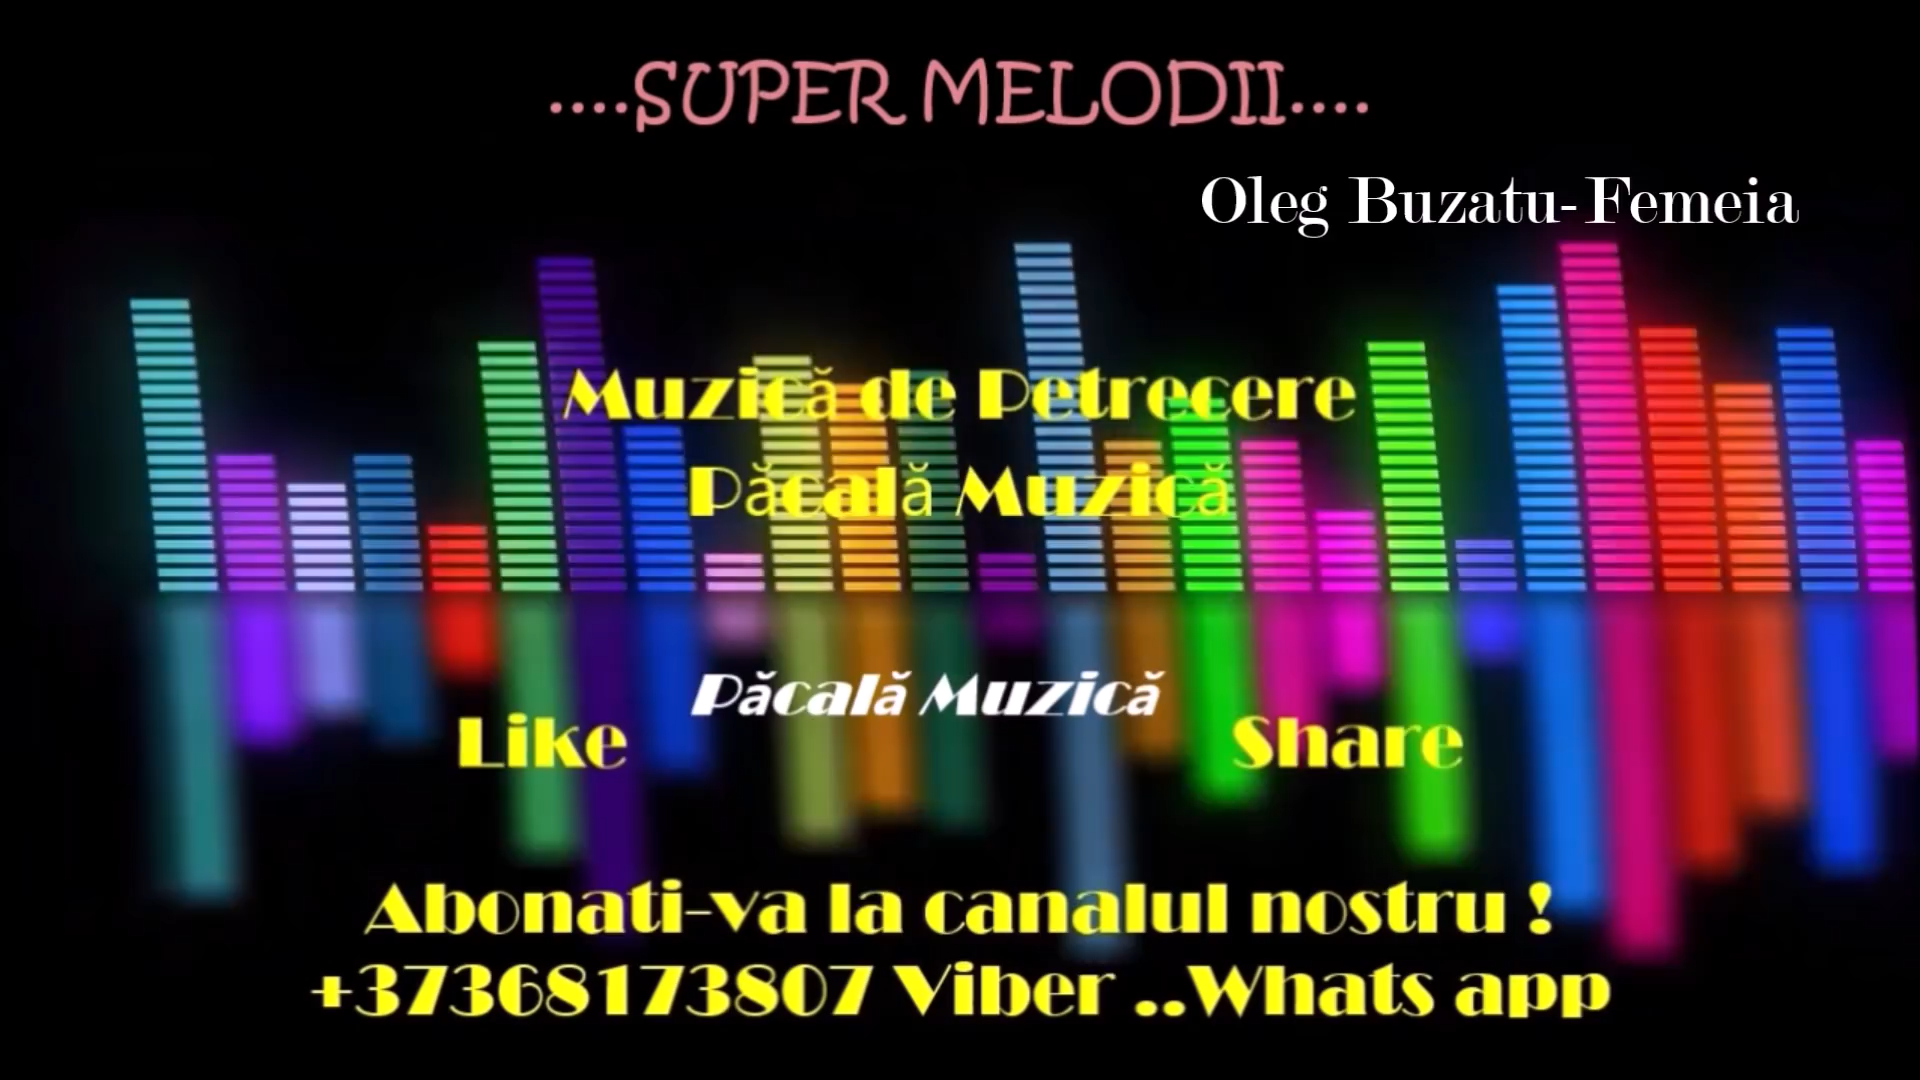 ....SUPER MELODII....
Oleg Buzatu-Femeia
Muzică de Petrecere
Păcală Muzică
Păcală Muzică
Like Share
Abonati-va la canalul nostru !
+37368173807 Viber ..Whats app